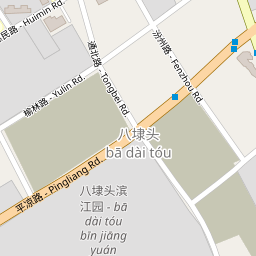 民路 - Huimin Rd.
榆林路 - Yulin Rd.
通北路 - Tongbei Rd.
汾州路 - Fenzhou Rd
平凉路 - Pingliang Rd.
八埭头
bā dài tóu
八埭头滨
江园 - bā
dài tóu
bīn jiāng
yuán